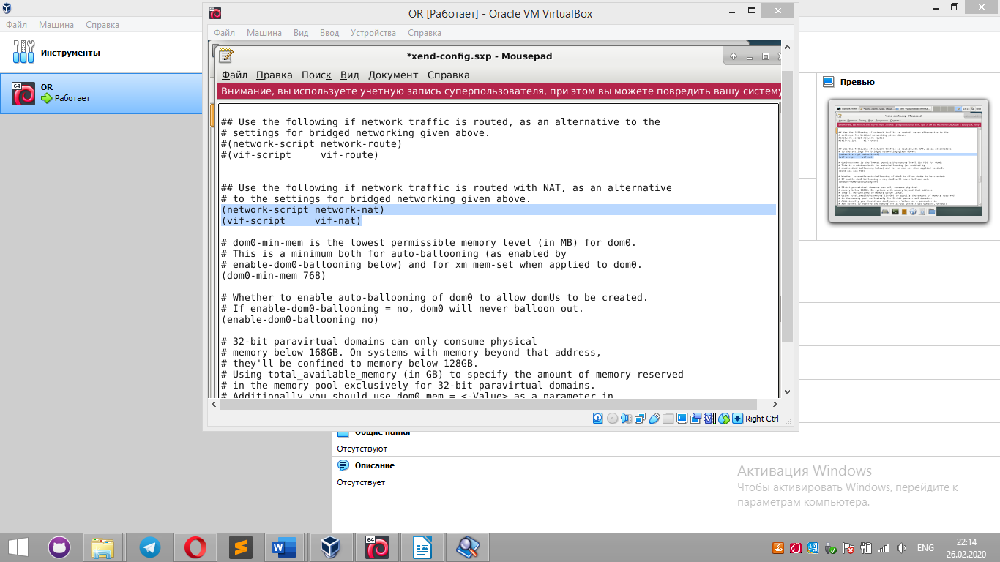 OR [Работает] - Oracle VM VirtualBox
Файл Машина Справка
Файл Машина Вид Ввод Устройства Справка
Инструменты
64
OR
Работает
*xend-config.sxp - Mousepad
Файл Правка Поиск Вид Документ Справка
Внимание, вы используете учетную запись суперпользователя, при этом вы можете повредить вашу систему
## Use the following if network traffic is routed, as an alternative to the
# settings for bridged networking given above.
#(network-script network-route)
#(vif-script     vif-route)
## Use the following if network traffic is routed with NAT, as an alternative
# to the settings for bridged networking given above.
(network-script network-nat)
(vif-script     vif-nat)
# dom0-min-mem is the lowest permissible memory level (in MB) for dom0.
# This is a minimum both for auto-ballooning (as enabled by
# enable-dom0-ballooning below) and for xm mem-set when applied to dom0.
(dom0-min-mem 768)
# Whether to enable auto-ballooning of dom0 to allow domUs to be created.
# If enable-dom0-ballooning = no, dom0 will never balloon out.
(enable-dom0-ballooning no)
# 32-bit paravirtual domains can only consume physical
# memory below 168GB. On systems with memory beyond that address,
# they'll be confined to memory below 128GB.
# Using total_available_memory (in GB) to specify the amount of memory reserved
# in the memory pool exclusively for 32-bit paravirtual domains.
# Additionally you should use dom0_mem = <-Value> as a parameter in
Right Ctrl
Превью
Общие папки
Отсутствуют
Описание
Отсутствует
Активация Windows
Чтобы активировать Windows, перейдите к
параметрам компьютера.
ENG
22:14
26.02.2020